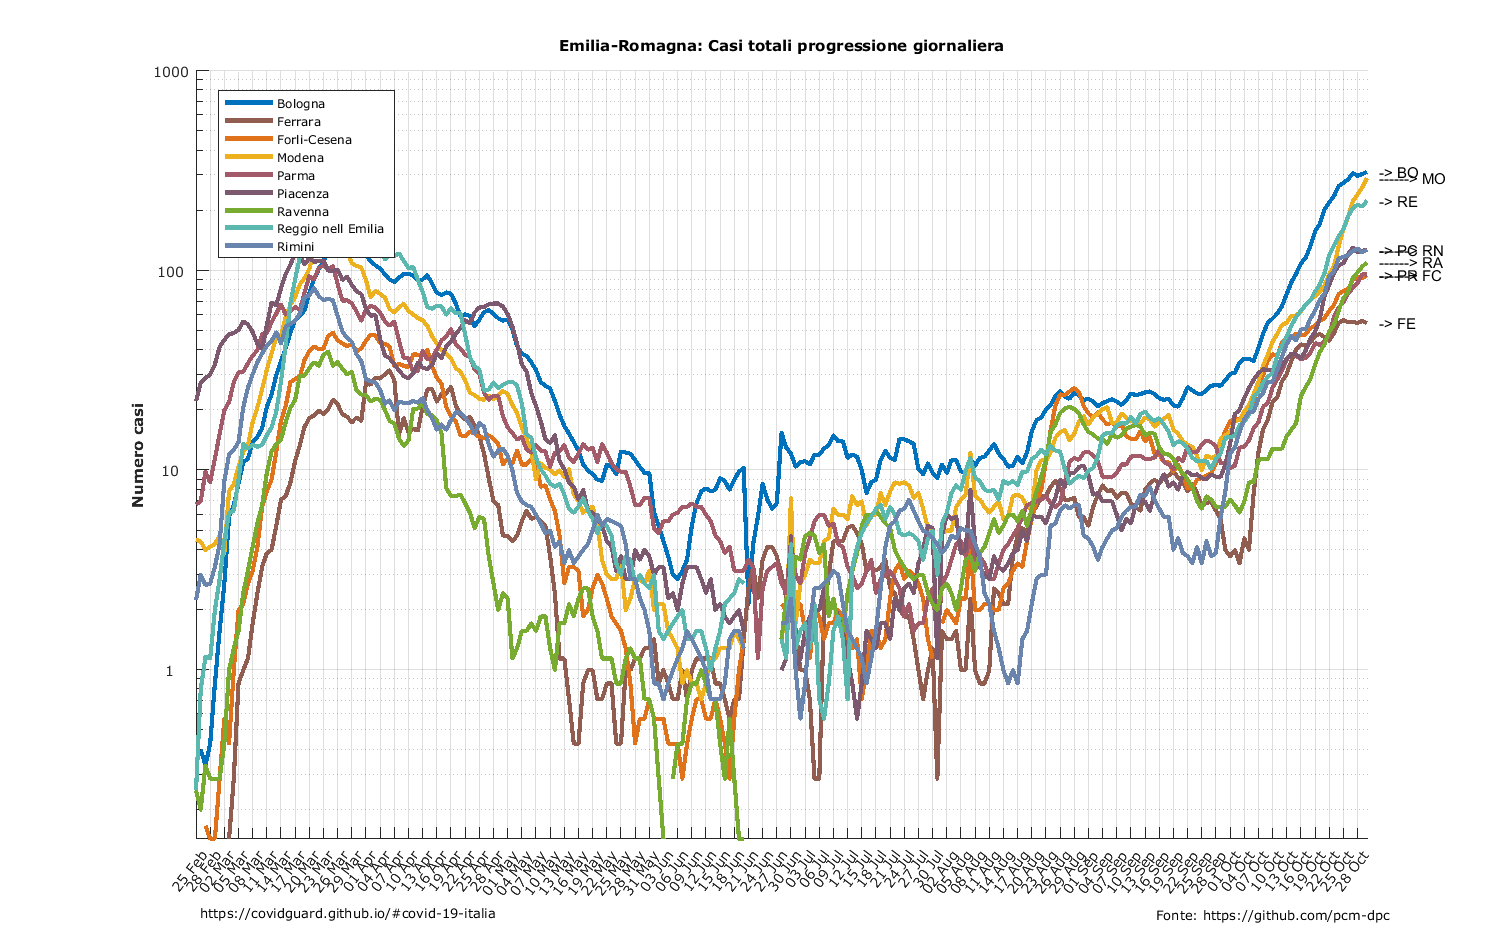 Emilia-Romagna: Casi totali progressione giornaliera
1000
100
10
1
Numero casi
Bologna
Ferrara
Forli-Cesena
Modena
Parma
Piacenza
Ravenna
Reggio nell Emilia
Rimini
-> BO
------> MO
-> RE
-> PC
------> RN
------> RA
-> PR
------> FC
-> FE
25 Feb
28 Feb
02 Mar
05 Mar
08 Mar
11 Mar
14 Mar
17 Mar
20 Mar
23 Mar
26 Mar
29 Mar
01 Apr
04 Apr
07 Apr
10 Apr
13 Apr
16 Apr
19 Apr
22 Apr
25 Apr
28 Apr
01 May
04 May
07 May
10 May
13 May
16 May
19 May
22 May
25 May
28 May
31 May
03 Jun
06 Jun
09 Jun
12 Jun
15 Jun
18 Jun
21 Jun
24 Jun
27 Jun
30 Jun
03 Jul
06 Jul
09 Jul
12 Jul
15 Jul
18 Jul
21 Jul
24 Jul
27 Jul
30 Jul
02 Aug
05 Aug
08 Aug
11 Aug
14 Aug
17 Aug
20 Aug
23 Aug
26 Aug
29 Aug
01 Sep
04 Sep
07 Sep
10 Sep
13 Sep
16 Sep
19 Sep
22 Sep
25 Sep
28 Sep
01 Oct
04 Oct
07 Oct
10 Oct
13 Oct
16 Oct
19 Oct
22 Oct
25 Oct
28 Oct
https://covidguard.github.io/#covid-19-italia
Fonte: https://github.com/pcm-dpc